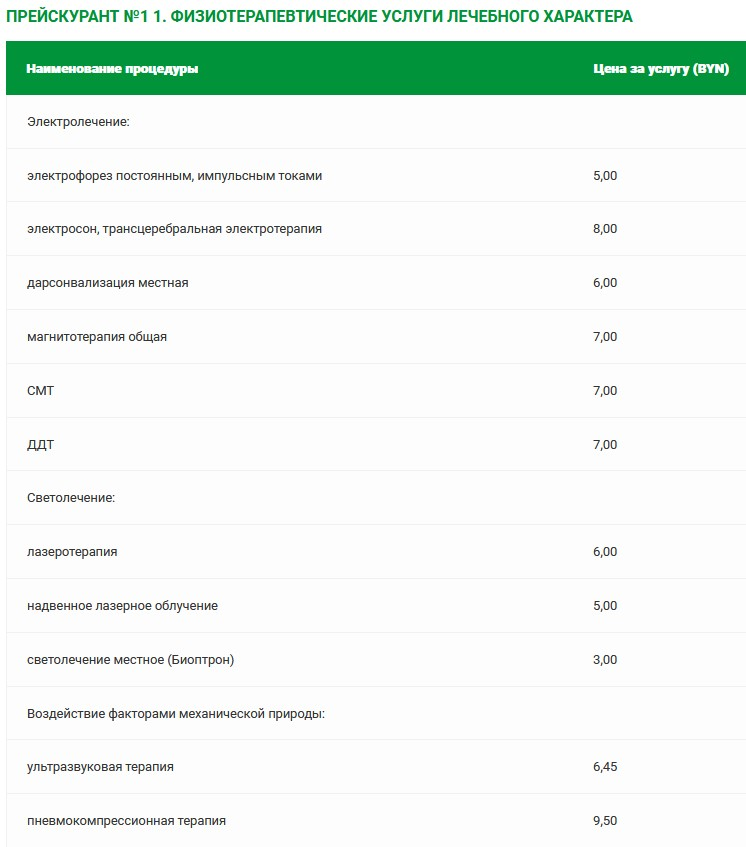 ПРЕЙСКУРАНТ №1 1. ФИЗИОТЕРАПЕВТИЧЕСКИЕ УСЛУГИ ЛЕЧЕБНОГО ХАРАКТЕРА
Наименование процедуры Цена за услугу (BYN)
Электролечение:
электрофорез постоянным, импульсным токами 5,00
электросон, трансцеребральная электротерапия 8,00
дарсонвализация местная 6,00
магнитотерапия общая 7,00
СМТ 7,00
ДДТ 7,00
Светолечение:
лазеротерапия 6,00
надвенное лазерное облучение 5,00
светолечение местное (Биоптрон) 3,00
Воздействие факторами механической природы:
ультразвуковая терапия 6,45
пневмокомпрессионная терапия 9,50